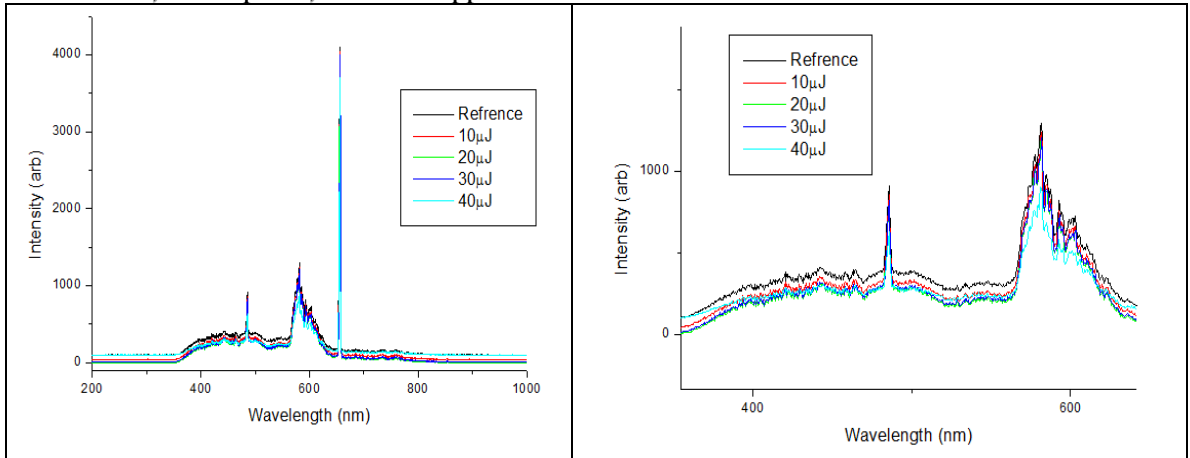 4000
3000
2000
1000
0
Intensity (arb)
Refrence
10μJ
20μJ
30μJ
40μJ
200
400
600
800
1000
Wavelength (nm)
1000
0
Intensity (arb)
Refrence
10μJ
20μJ
30μJ
40μJ
400
600
Wavelength (nm)